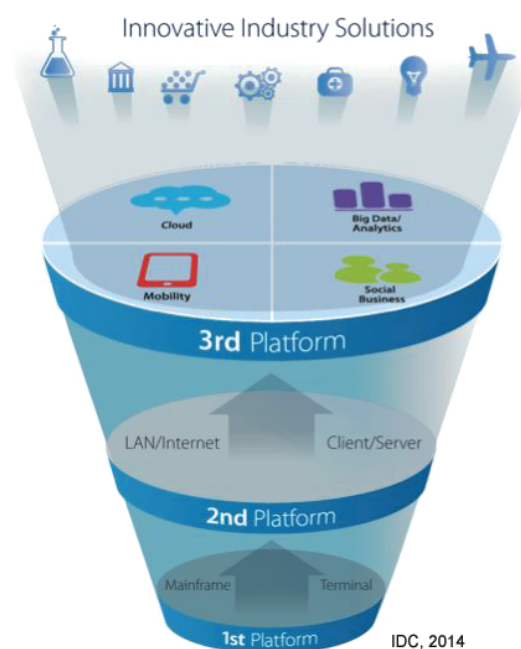 Innovative Industry Solutions
Cloud
Big Data/
Analytics
Mobility
Social
Business
3rd Platform
LAN/Internet
Client/Server
2nd Platform
Mainframe
Terminal
1st Platform
IDC, 2014